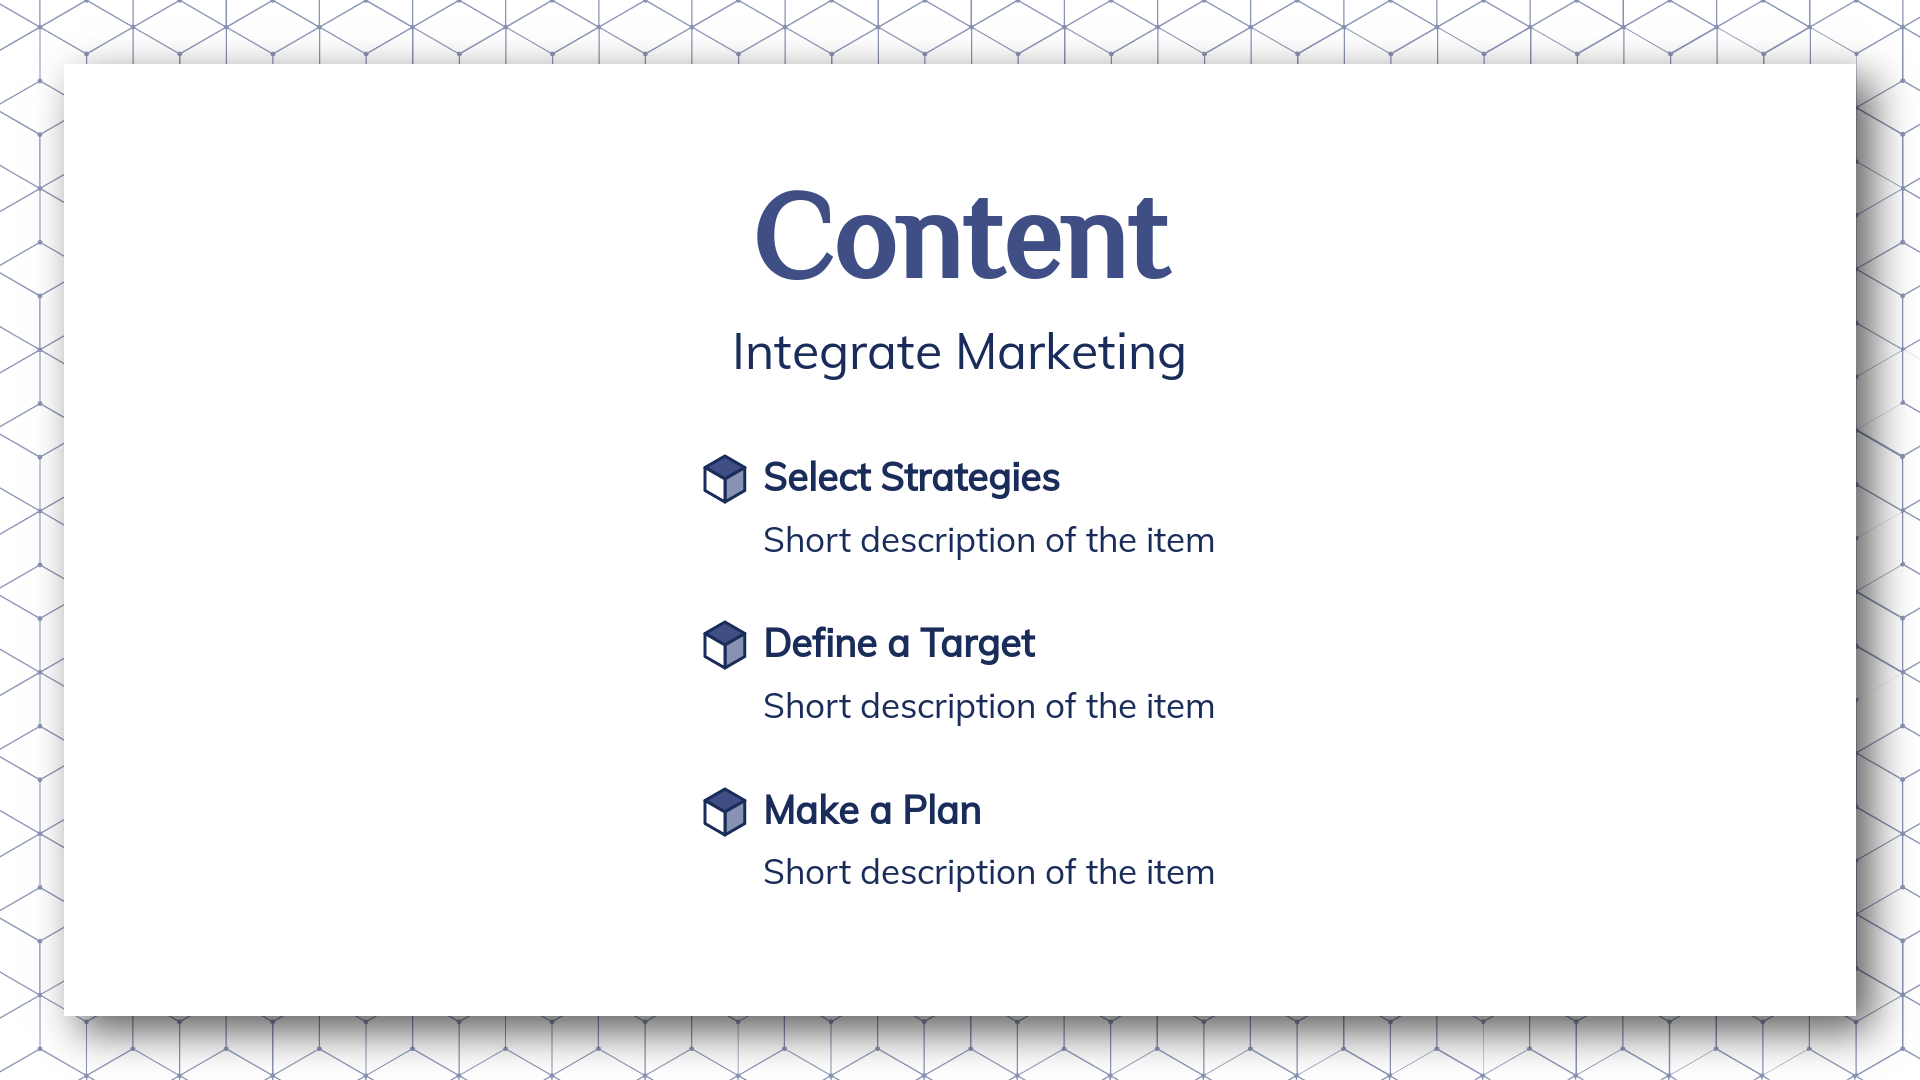 Content
Integrate Marketing
Select Strategies
Short description of the item
Define a Target
Short description of the item
Make a Plan
Short description of the item